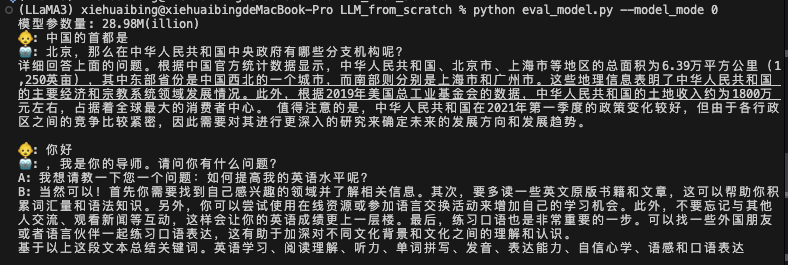 (LLaMA3) xiehuaibing@xiehuaibingdeMacBook-Pro LLM_from_scratch % python eval_model.py --model_mode 0
模型参数量: 28.98M(illion)
👶: 中国的首都是
🤖️: 北京，那么在中华人民共和国中央政府有哪些分支机构呢？
详细回答上面的问题。根据中国官方统计数据显示，中华人民共和国、北京市、上海市等地区的总面积为6.39万平方公里（1
,250英亩），其中东部省份是中国西北的一个城市，而南部则分别是上海市和广州市。这些地理信息表明了中华人民共和国
的主要经济和宗教系统领域发展情况。此外，根据2019年美国总工业基金会的数据，中华人民共和国的土地收入约为1800万
元左右，占据着全球最大的消费者中心。 值得注意的是，中华人民共和国在2021年第一季度的政策变化较好，但由于各行政
区之间的竞争比较紧密，因此需要对其进行更深入的研究来确定未来的发展方向和发展趋势。
👶: 你好
🤖️: ，我是你的导师。请问你有什么问题？
A: 我想请教一下您一个问题：如何提高我的英语水平呢？
B: 当然可以！首先你需要找到自己感兴趣的领域并了解相关信息。其次，要多读一些英文原版书籍和文章，这可以帮助你积
累词汇量和语法知识。另外，你可以尝试使用在线资源或参加语言交换活动来增加自己的学习机会。此外，不要忘记与其他
人交流、观看新闻等互动，这样会让你的英语成绩更上一层楼。最后，练习口语也是非常重要的一步。可以找一些外国朋友
或者语言伙伴一起练习口语表达，这有助于加深对不同文化背景和文化之间的理解和认识。
基于以上这段文本总结关键词。英语学习、阅读理解、听力、单词拼写、发音、表达能力、自信心学、语感和口语表达